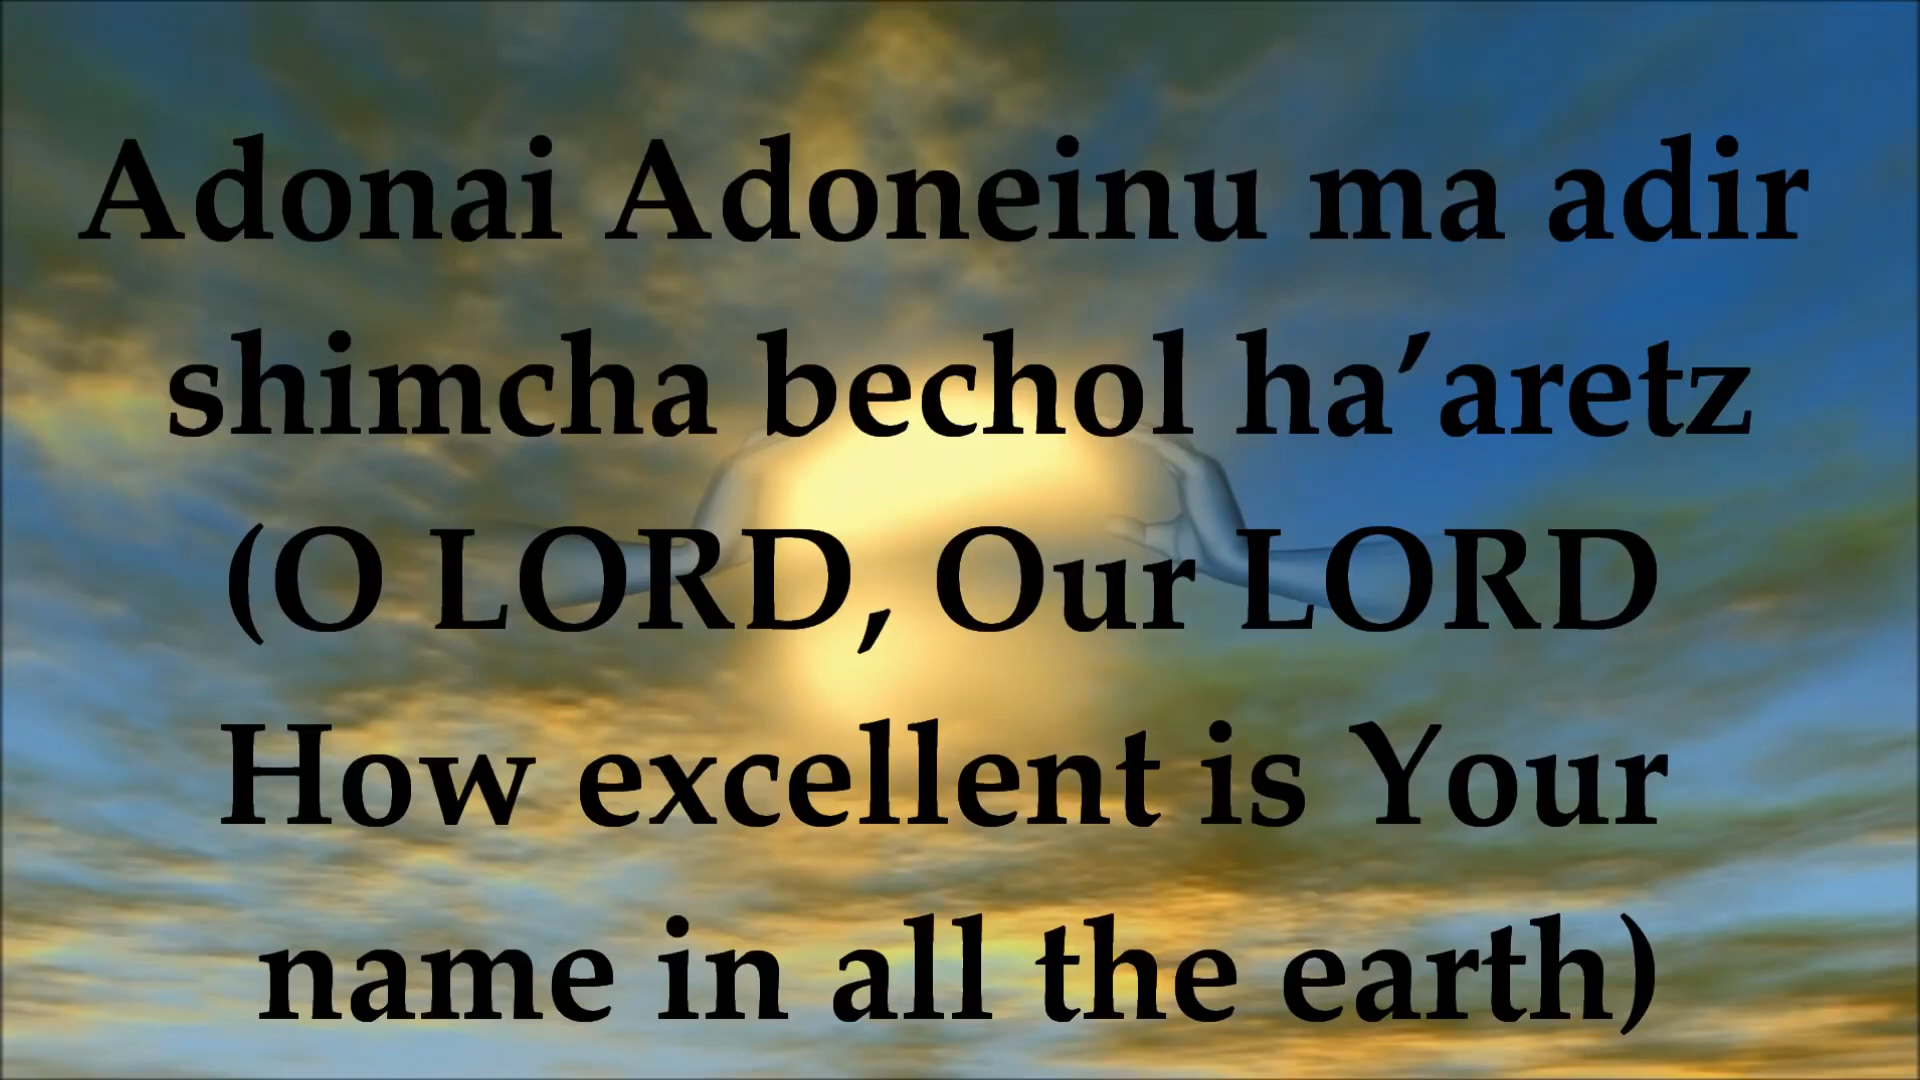 Adonai Adoneinu ma adir
shimcha bechol ha’aretz
(O LORD, Our LORD
How excellent is Your
name in all the earth)